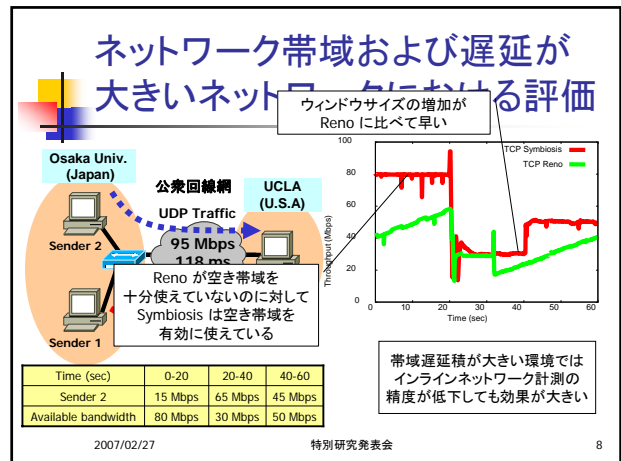 ネットワーク帯域および遅延が
大きいネットワークにおける評価
ウィンドウサイズの増加が
Reno に比べて早い
Osaka Univ.
(Japan)
公衆回線網
UCLA
(U.S.A)
UDP Traffic
Sender 2
95 Mbps
118 ms
Reno が空き帯域を
十分使えていないのに対して
Symbiosis は空き帯域を
有効に使えている
Sender 1
TCP Symbiosis
TCP Reno
Throughput (Mbps)
100
80
60
40
20
0
0 10 20 30 40 50 60
Time (sec)
帯域遅延積が大きい環境では
インラインネットワーク計測の
精度が低下しても効果が大きい
Time (sec) 0-20 20-40 40-60
Sender 2 15 Mbps 65 Mbps 45 Mbps
Available bandwidth 80 Mbps 30 Mbps 50 Mbps
2007/02/27 特別研究発表会 8